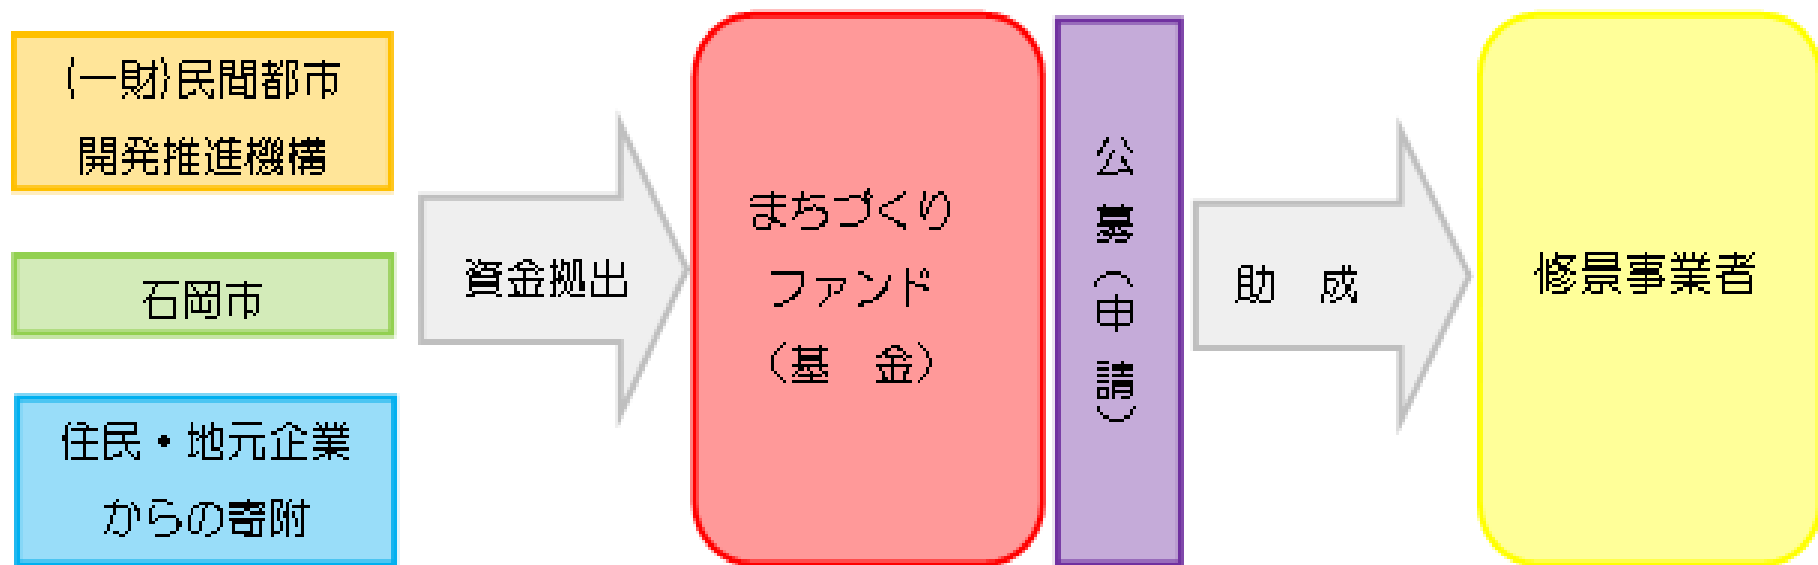 (一財)民間都市
開発推進機構
石岡市
住民・地元企業
からの寄附
資金拠出
まちづくり
ファンド
（基　金）
公募（申請）
助　成
修景事業者